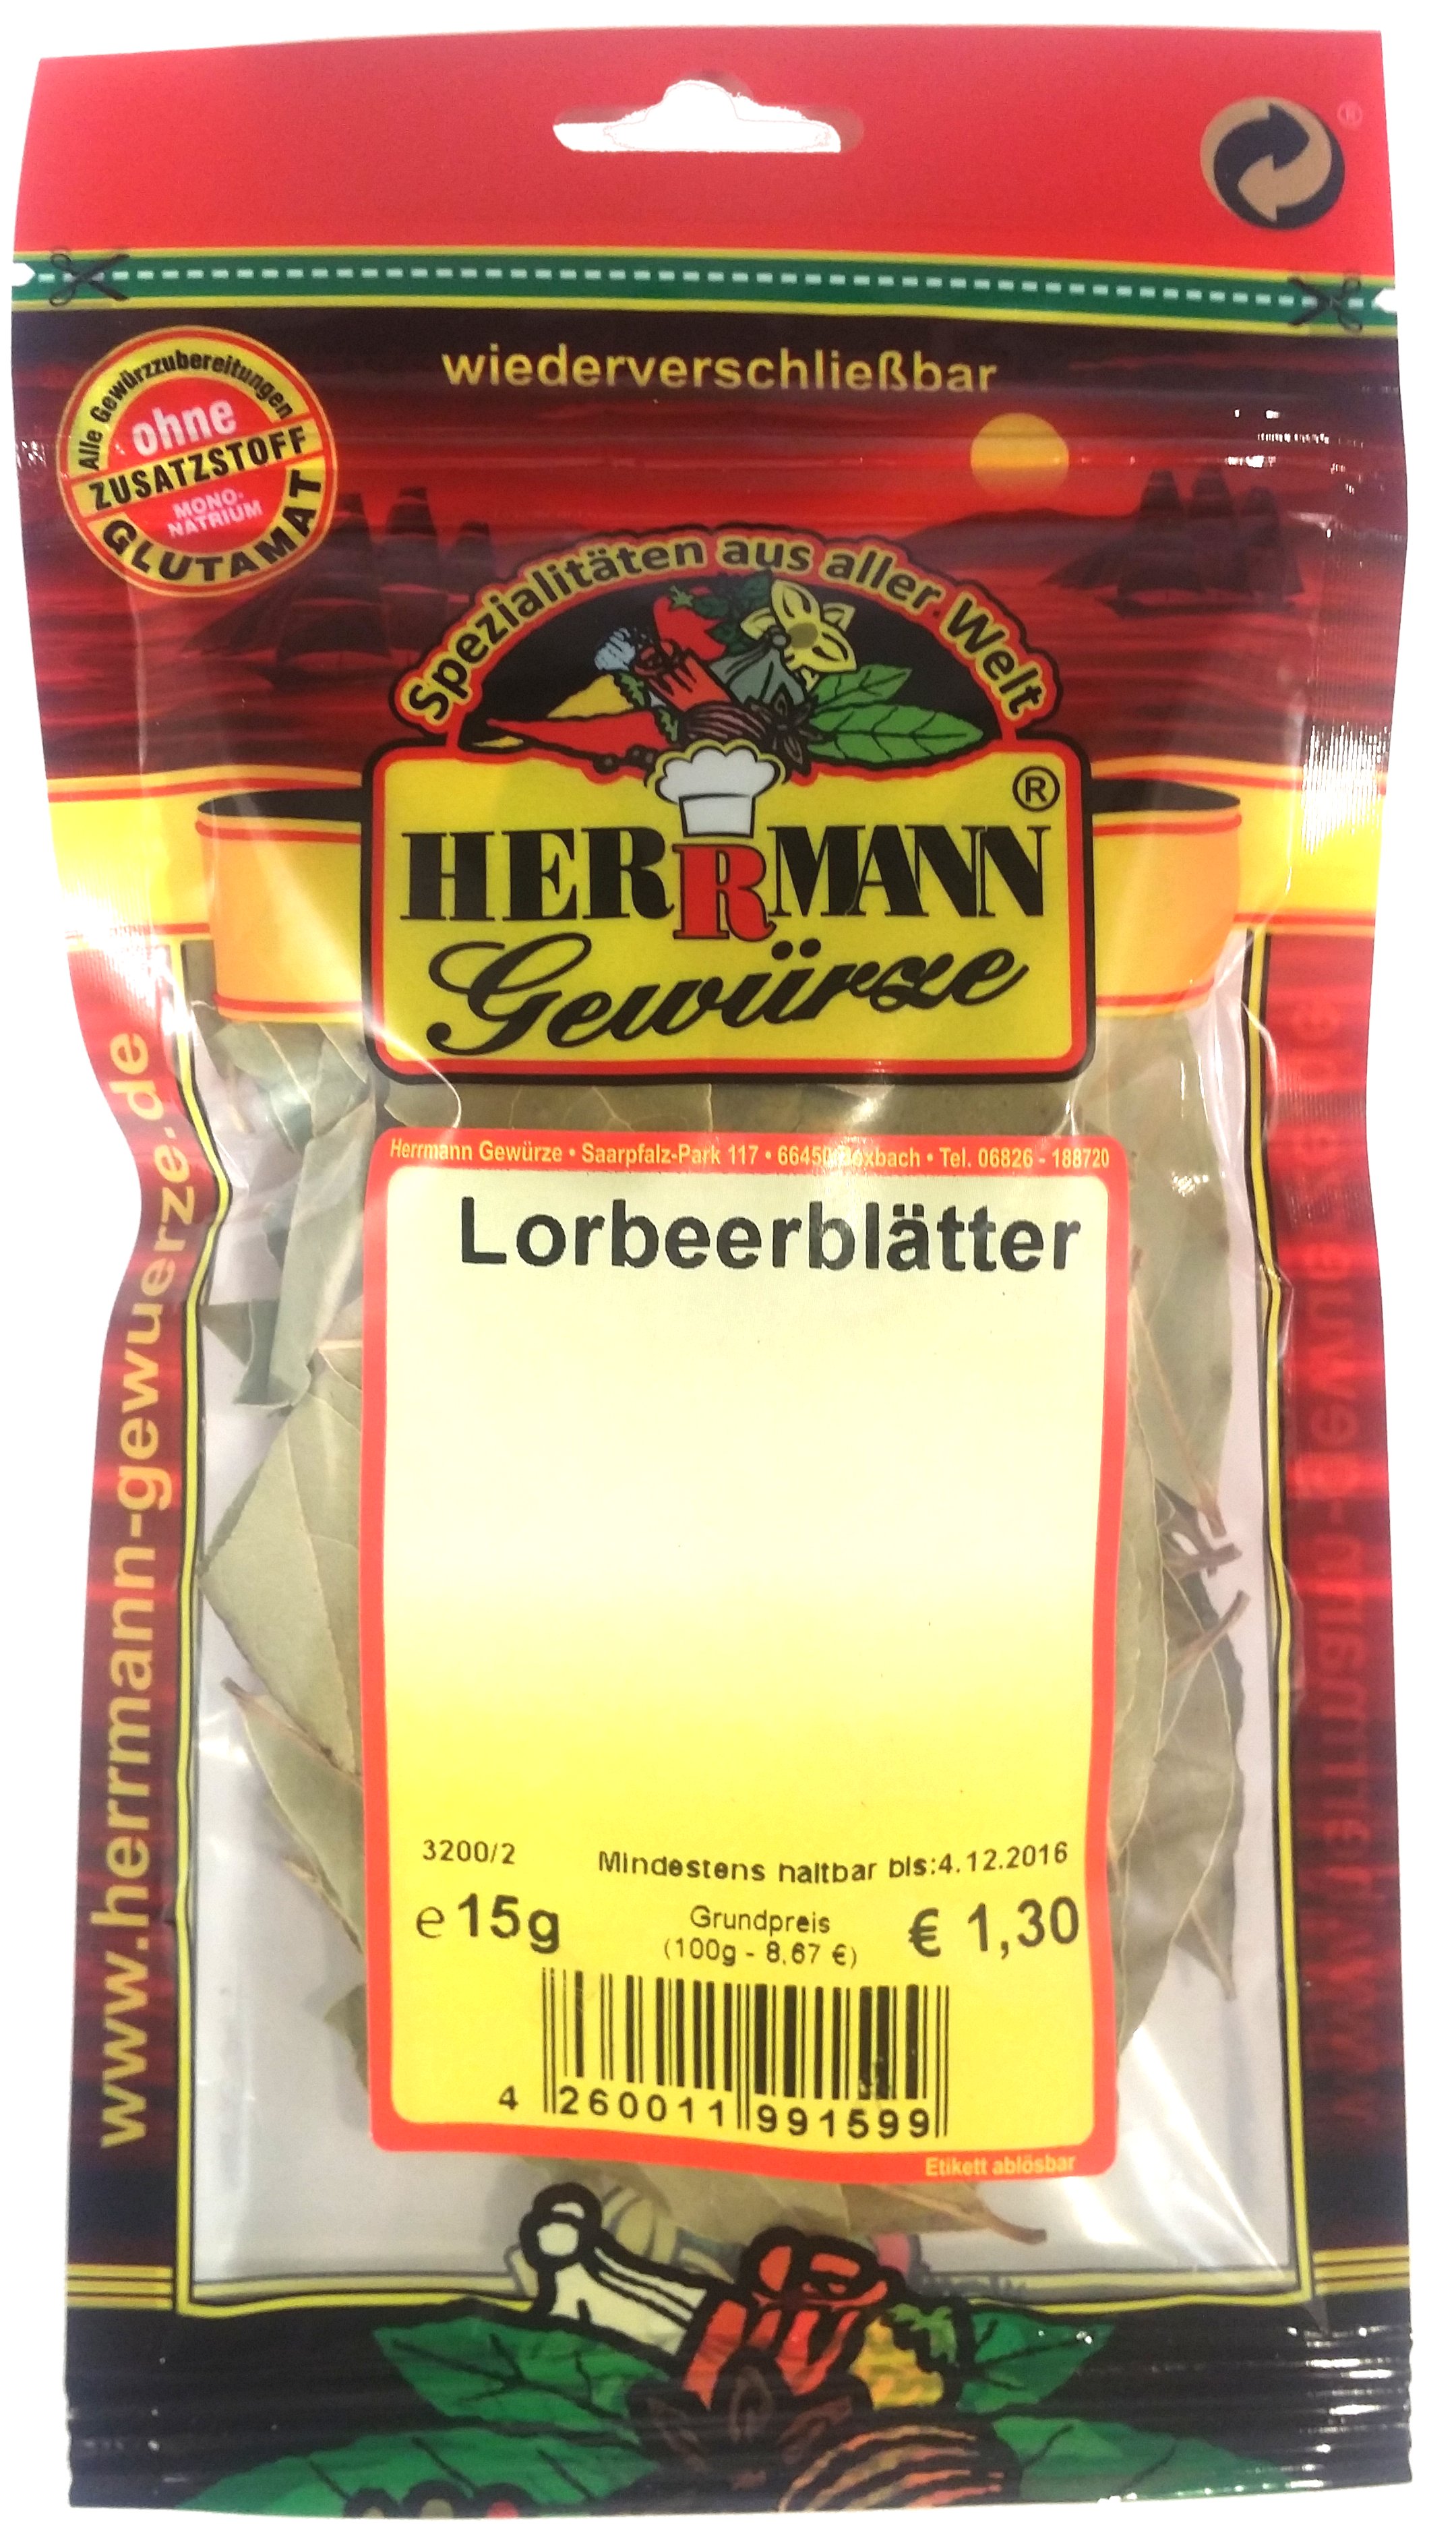 ®
wiederverschließbar
Alle Gewürzzubereitungen
ohne
ZUSATZSTOFF
MONO-
NATRIUM
GLUTAMAT
Spezialitäten aus aller Welt
®
HERRMANN
Gewürze
www.herrmann-gewuerze.de
Herrmann Gewürze • Saarpfalz-Park 117 • 66450 Bexbach • Tel. 06826 - 188720
Lorbeerblätter
3200/2 Mindestens haltbar bis:4.12.2016
e 15g Grundpreis € 1,30
(100g - 8,67 €)
4 260011 991599
Etikett ablösbar